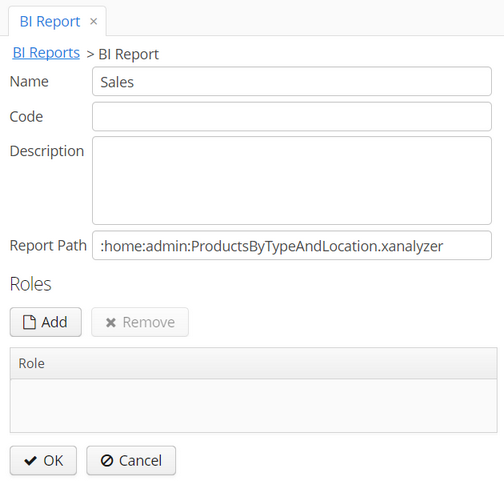 BI Report ×
BI Reports > BI Report
Name Sales
Code
Description
Report Path :home:admin:ProductsByTypeAndLocation.xanalyzer
Roles
Add Remove
Role
OK Cancel